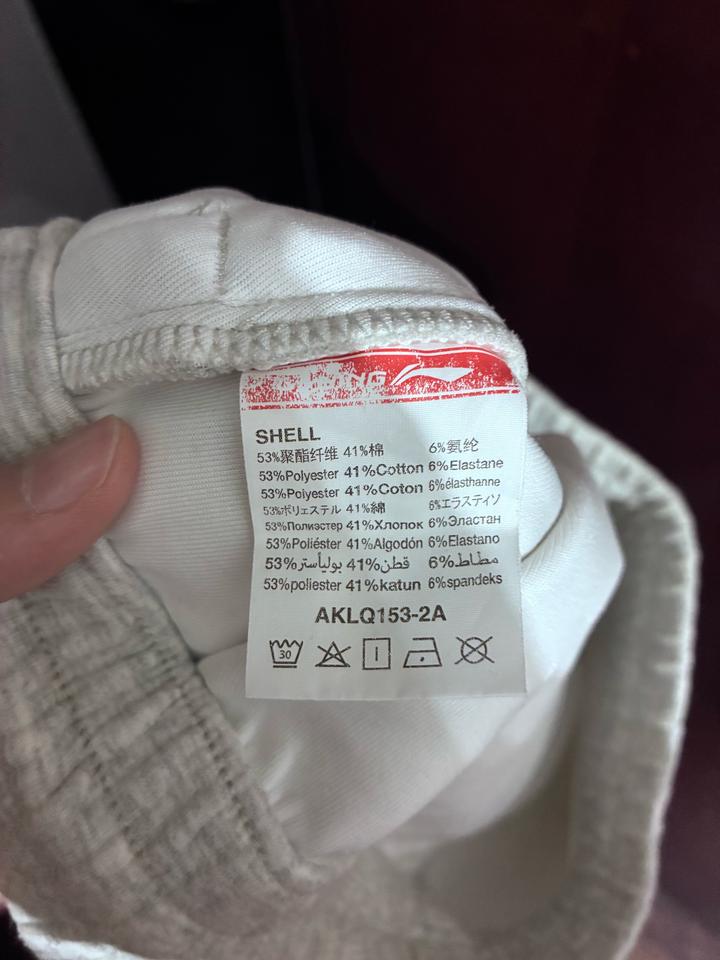 SHELL
53%聚酯纤维 41%棉 6%氨纶
53%Polyester 41%Cotton 6%Elastane
53%Polyester 41%Coton 6%élasthanne
53%ポリェステル 41%綿 6%エラスティソ
53%Полиэстер 41%Хлопок 6%Эластан
53%Poliéster 41%Algodón 6%Elastano
53%بوليأستر 41%قطن 6%مطاط
53%poliester 41%katun 6%spandeks
AKLQ153-2A
30